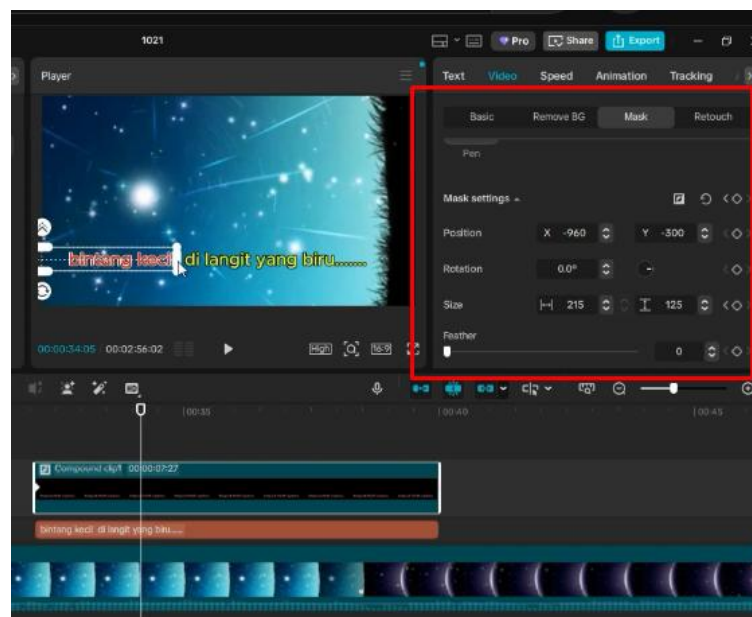 1021
Pro Share Export
Player
Text Video Speed Animation Tracking
Basic Remove BG Mask Retouch
Pen
Mask settings
Position X -960 Y -300
Rotation 0.0°
Size 215 125
Feather
0
bintang kecil di langit yang biru.......
00:00:34:05 00:02:56:02
High 16:9
00:35 00:40 00:45
Compound clip1 00:00:07:27
bintang kecil di langit yang biru.......